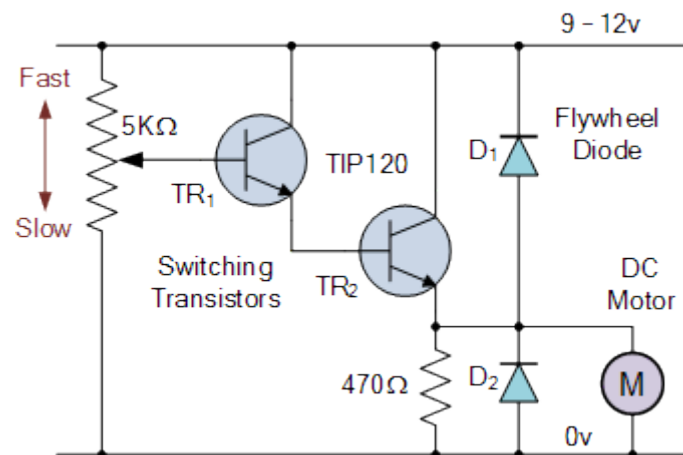 9 - 12v
Fast
5KΩ
Slow
TR₁
TIP120
TR₂
Switching
Transistors
D₁
Flywheel
Diode
DC
Motor
470Ω
D₂
M
0v